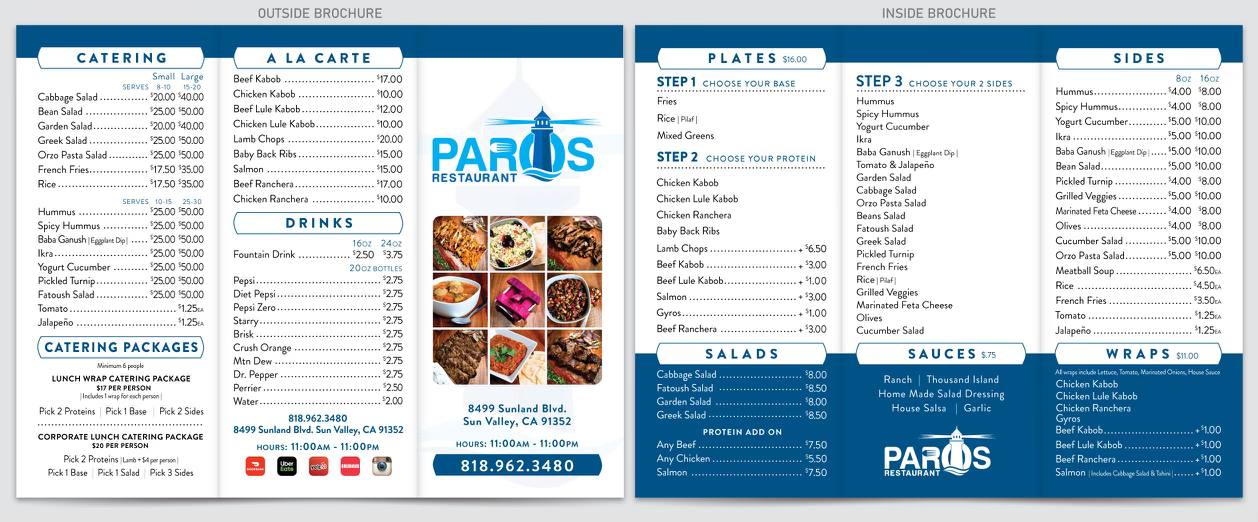 OUTSIDE BROCHURE
CATERING
Small Large
SERVES 8-10 15-20
Cabbage Salad .............. $20.00 $40.00
Bean Salad .............. $25.00 $50.00
Garden Salad .............. $20.00 $40.00
Greek Salad .............. $25.00 $50.00
Orzo Pasta Salad .............. $25.00 $50.00
French Fries .............. $17.50 $35.00
Rice .............. $17.50 $35.00
SERVES 10-15 25-30
Hummus .............. $25.00 $50.00
Spicy Hummus .............. $25.00 $50.00
Baba Ganush | Eggplant Dip | ..... $25.00 $50.00
Ikra .............. $25.00 $50.00
Yogurt Cucumber .............. $25.00 $50.00
Pickled Turnip .............. $25.00 $50.00
Fatoush Salad .............. $25.00 $50.00
Tomato .............. $1.25EA
Jalapeño .............. $1.25EA
CATERING PACKAGES
Minimum 6 people
LUNCH WRAP CATERING PACKAGE
$17 PER PERSON
| Includes 1 wrap for each person |
Pick 2 Proteins | Pick 1 Base | Pick 2 Sides
CORPORATE LUNCH CATERING PACKAGE
$20 PER PERSON
Pick 2 Proteins | Lamb + $4 per person |
Pick 1 Base | Pick 1 Salad | Pick 3 Sides
A LA CARTE
Beef Kabob .............. $17.00
Chicken Kabob .............. $10.00
Beef Lule Kabob .............. $12.00
Chicken Lule Kabob .............. $10.00
Lamb Chops .............. $20.00
Baby Back Ribs .............. $15.00
Salmon .............. $15.00
Beef Ranchera .............. $17.00
Chicken Ranchera .............. $10.00
DRINKS
16OZ 24OZ
Fountain Drink .............. $2.50 $3.75
20OZ BOTTLES
Pepsi .............. $2.75
Diet Pepsi .............. $2.75
Pepsi Zero .............. $2.75
Starry .............. $2.75
Brisk .............. $2.75
Crush Orange .............. $2.75
Mtn Dew .............. $2.75
Dr. Pepper .............. $2.75
Perrier .............. $2.50
Water .............. $2.00
818.962.3480
8499 Sunland Blvd. Sun Valley, CA 91352
HOURS: 11:00AM - 11:00PM
Uber Eats
PAROS
RESTAURANT
8499 Sunland Blvd.
Sun Valley, CA 91352
HOURS: 11:00AM - 11:00PM
818.962.3480
INSIDE BROCHURE
PLATES $16.00
STEP 1 CHOOSE YOUR BASE
Fries
Rice | Pilaf |
Mixed Greens
STEP 2 CHOOSE YOUR PROTEIN
Chicken Kabob
Chicken Lule Kabob
Chicken Ranchera
Baby Back Ribs
Lamb Chops .............. + $6.50
Beef Kabob .............. + $3.00
Beef Lule Kabob .............. + $1.00
Salmon .............. + $3.00
Gyros .............. + $1.00
Beef Ranchera .............. + $3.00
SALADS
Cabbage Salad .............. $8.00
Fatoush Salad .............. $8.50
Garden Salad .............. $8.00
Greek Salad .............. $8.50
PROTEIN ADD ON
Any Beef .............. $7.50
Any Chicken .............. $5.50
Salmon .............. $7.50
STEP 3 CHOOSE YOUR 2 SIDES
Hummus
Spicy Hummus
Yogurt Cucumber
Ikra
Baba Ganush | Eggplant Dip |
Tomato & Jalapeño
Garden Salad
Cabbage Salad
Orzo Pasta Salad
Beans Salad
Fatoush Salad
Greek Salad
Pickled Turnip
French Fries
Rice | Pilaf |
Grilled Veggies
Marinated Feta Cheese
Olives
Cucumber Salad
SAUCES $.75
Ranch | Thousand Island
Home Made Salad Dressing
House Salsa | Garlic
PAROS
RESTAURANT
SIDES
8OZ 16OZ
Hummus .............. $4.00 $8.00
Spicy Hummus .............. $4.00 $8.00
Yogurt Cucumber .............. $5.00 $10.00
Ikra .............. $5.00 $10.00
Baba Ganush | Eggplant Dip | ..... $5.00 $10.00
Bean Salad .............. $5.00 $10.00
Pickled Turnip .............. $4.00 $8.00
Grilled Veggies .............. $5.00 $10.00
Marinated Feta Cheese .............. $4.00 $8.00
Olives .............. $4.00 $8.00
Cucumber Salad .............. $5.00 $10.00
Orzo Pasta Salad .............. $5.00 $10.00
Meatball Soup .............. $6.50EA
Rice .............. $4.50EA
French Fries .............. $3.50EA
Tomato .............. $1.25EA
Jalapeño .............. $1.25EA
WRAPS $11.00
All wraps include Lettuce, Tomato, Marinated Onions, House Sauce
Chicken Kabob
Chicken Lule Kabob
Chicken Ranchera
Gyros
Beef Kabob .............. + $1.00
Beef Lule Kabob .............. + $1.00
Beef Ranchera .............. + $1.00
Salmon | Includes Cabbage Salad & Tahini | ...... + $1.00